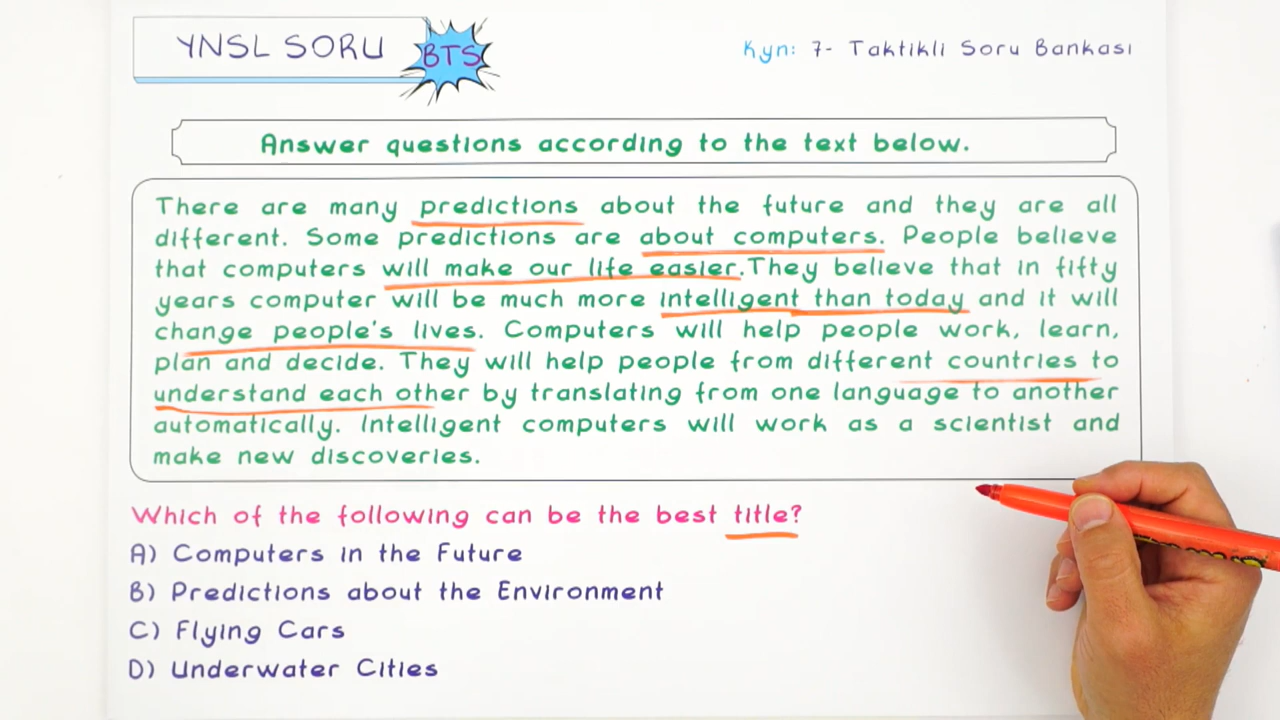 YNSL SORU
BTS
Kyn: 7- Taktikli Soru Bankası
Answer questions according to the text below.
There are many predictions about the future and they are all
different. Some predictions are about computers. People believe
that computers will make our life easier.They believe that in fifty
years computer will be much more intelligent than today and it will
change people's lives. Computers will help people work, learn,
plan and decide. They will help people from different countries to
understand each other by translating from one language to another
automatically. Intelligent computers will work as a scientist and
make new discoveries.
Which of the following can be the best title?
A) Computers in the Future
B) Predictions about the Environment
C) Flying Cars
D) Underwater Cities